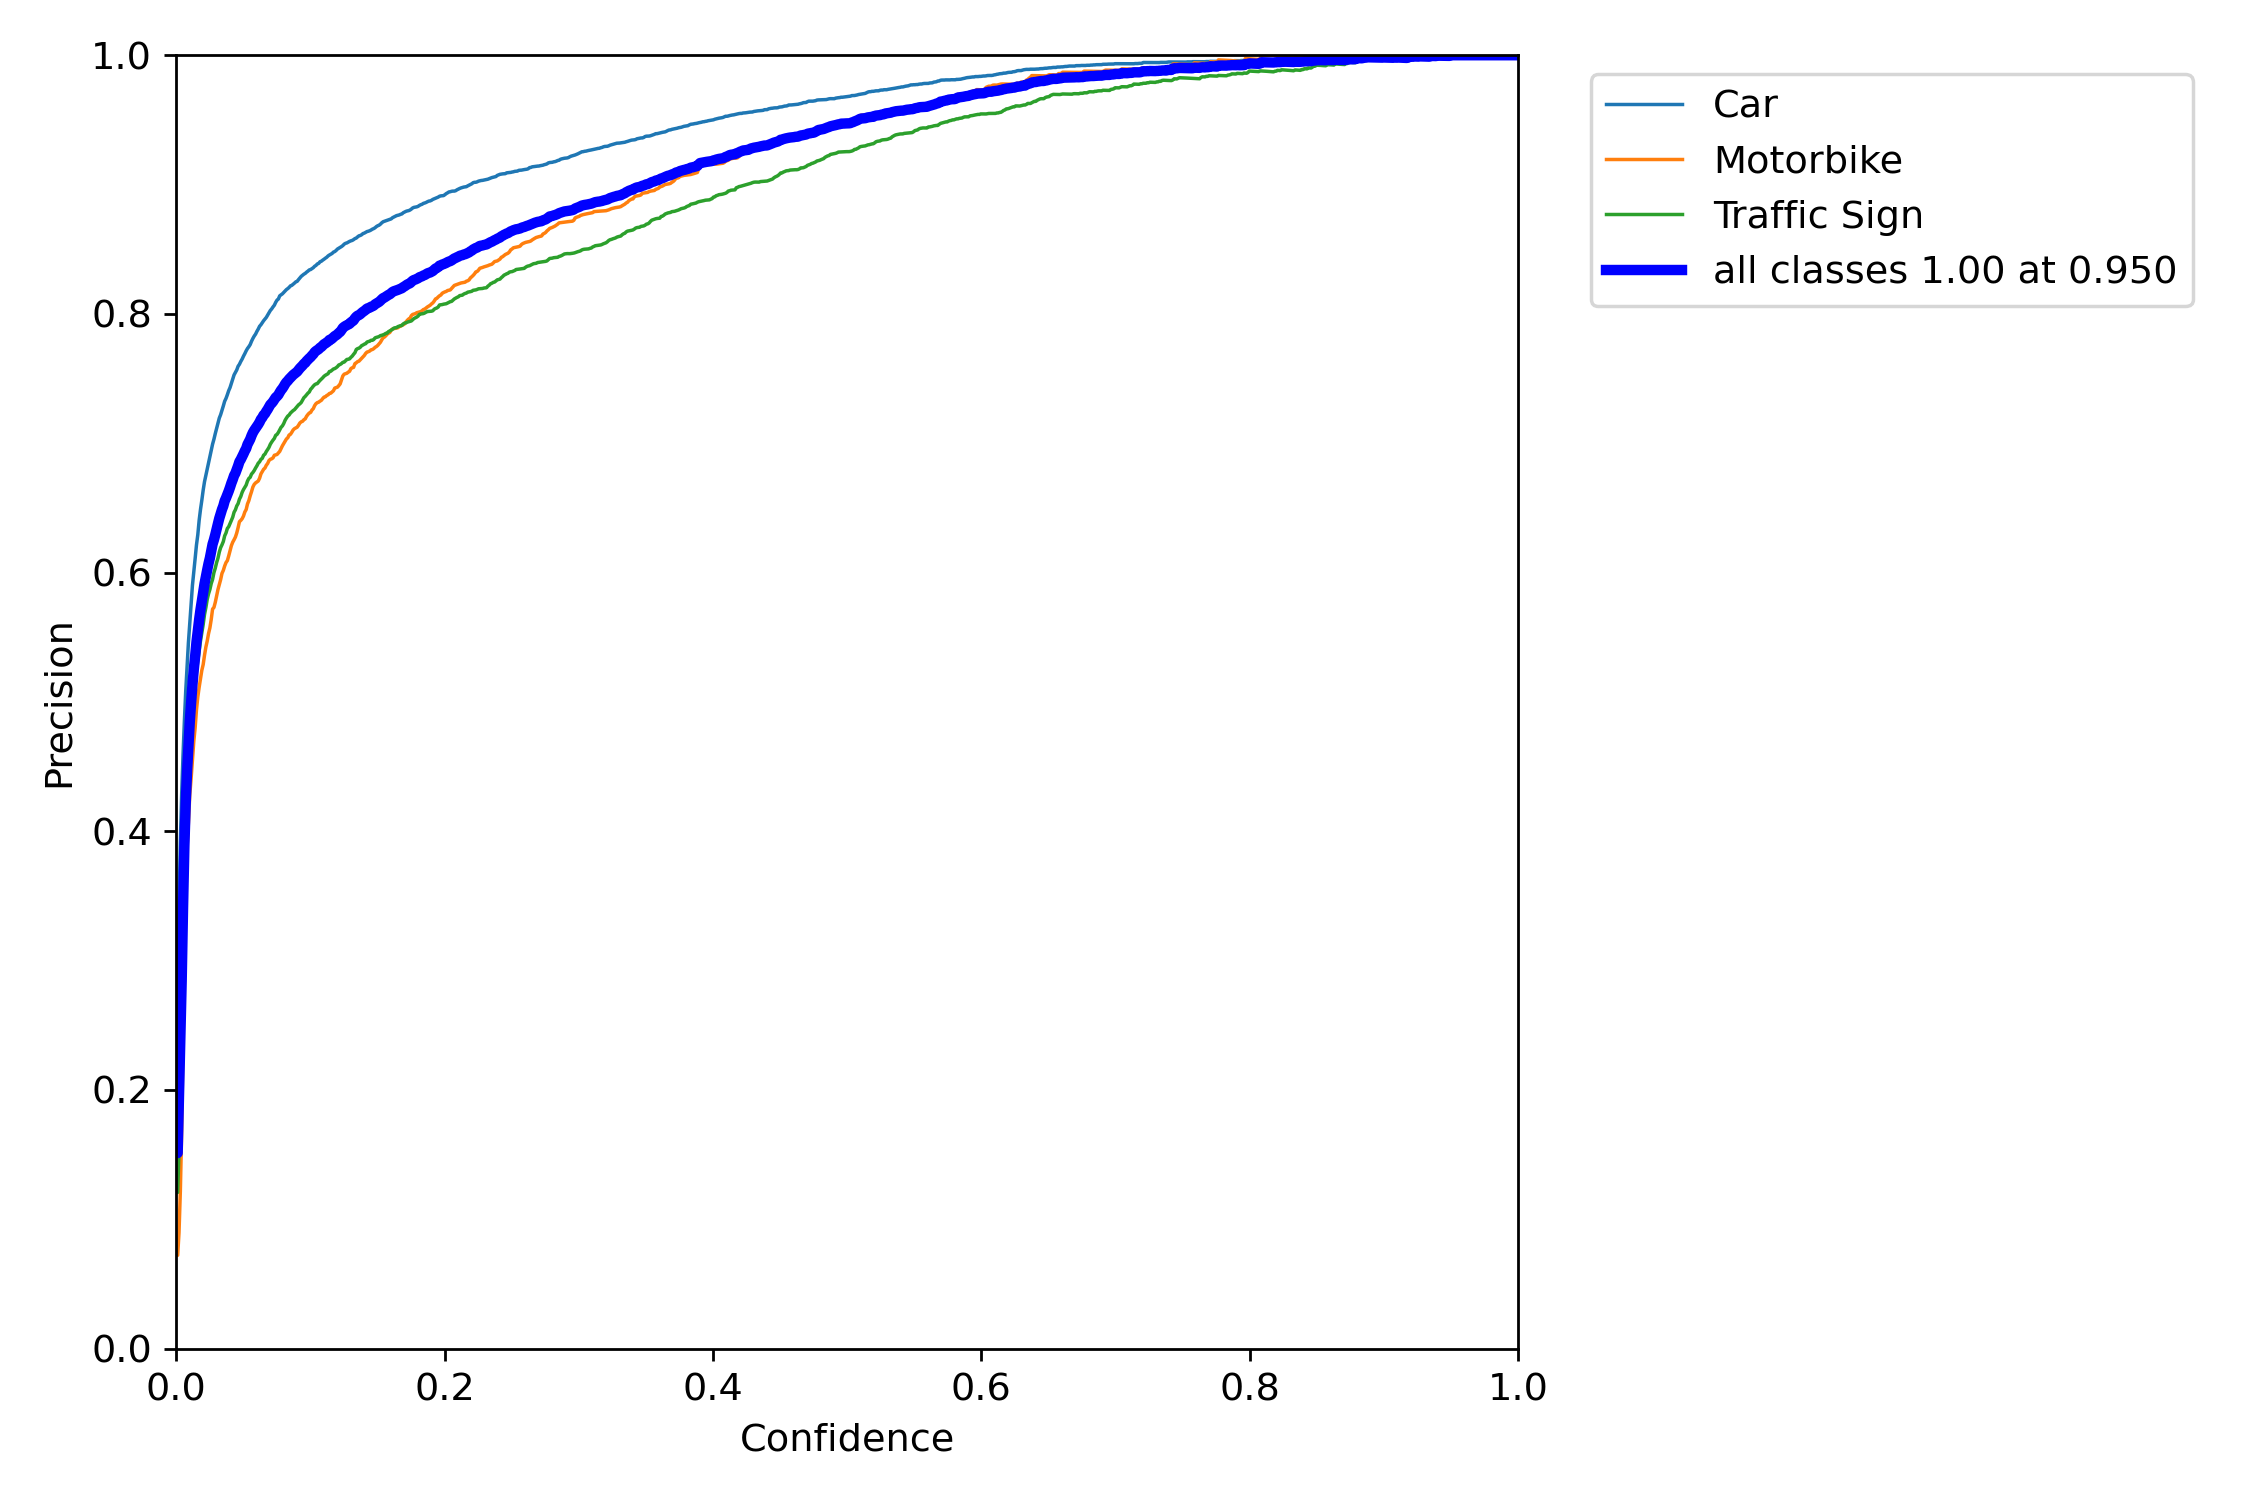 1.0
0.8
0.6
0.4
0.2
0.0
Precision
0.0 0.2 0.4 0.6 0.8 1.0
Confidence
Car
Motorbike
Traffic Sign
all classes 1.00 at 0.950